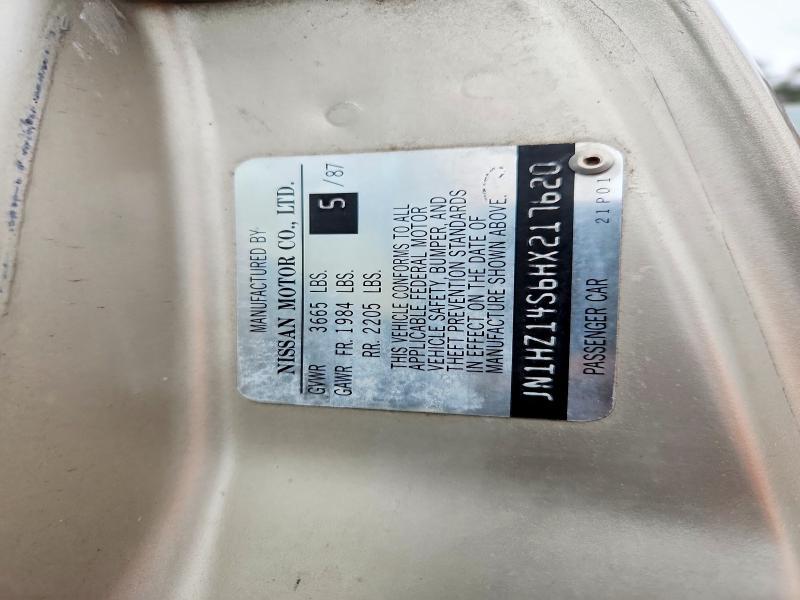 MANUFACTURED BY:
NISSAN MOTOR CO., LTD.
5 /87
GVWR 3665 LBS.
GAWR FR. 1984 LBS.
RR. 2205 LBS.
THIS VEHICLE CONFORMS TO ALL
APPLICABLE FEDERAL MOTOR
VEHICLE SAFETY, BUMPER, AND
THEFT PREVENTION STANDARDS
IN EFFECT ON THE DATE OF
MANUFACTURE SHOWN ABOVE.
JN1HZ14S6HX217620
PASSENGER CAR 21P01